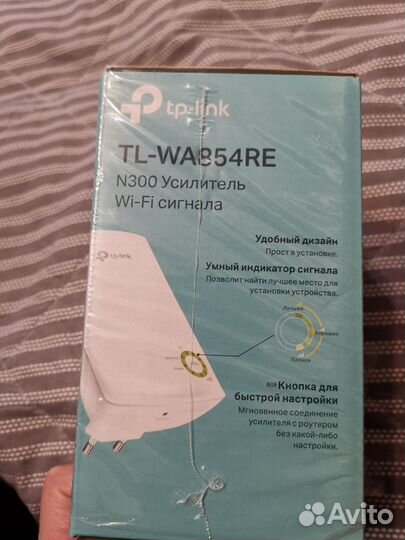 tp-link
TL-WA854RE
N300 Усилитель
Wi-Fi сигнала
Удобный дизайн
Прост в установке.
Умный индикатор сигнала
Позволит найти лучшее место для
установки устройства.
tp-link
Лучшее
Хорошее
Плохое
Кнопка для
быстрой настройки
Мгновенное соединение
усилителя с роутером
без какой-либо
настройки.
Avito